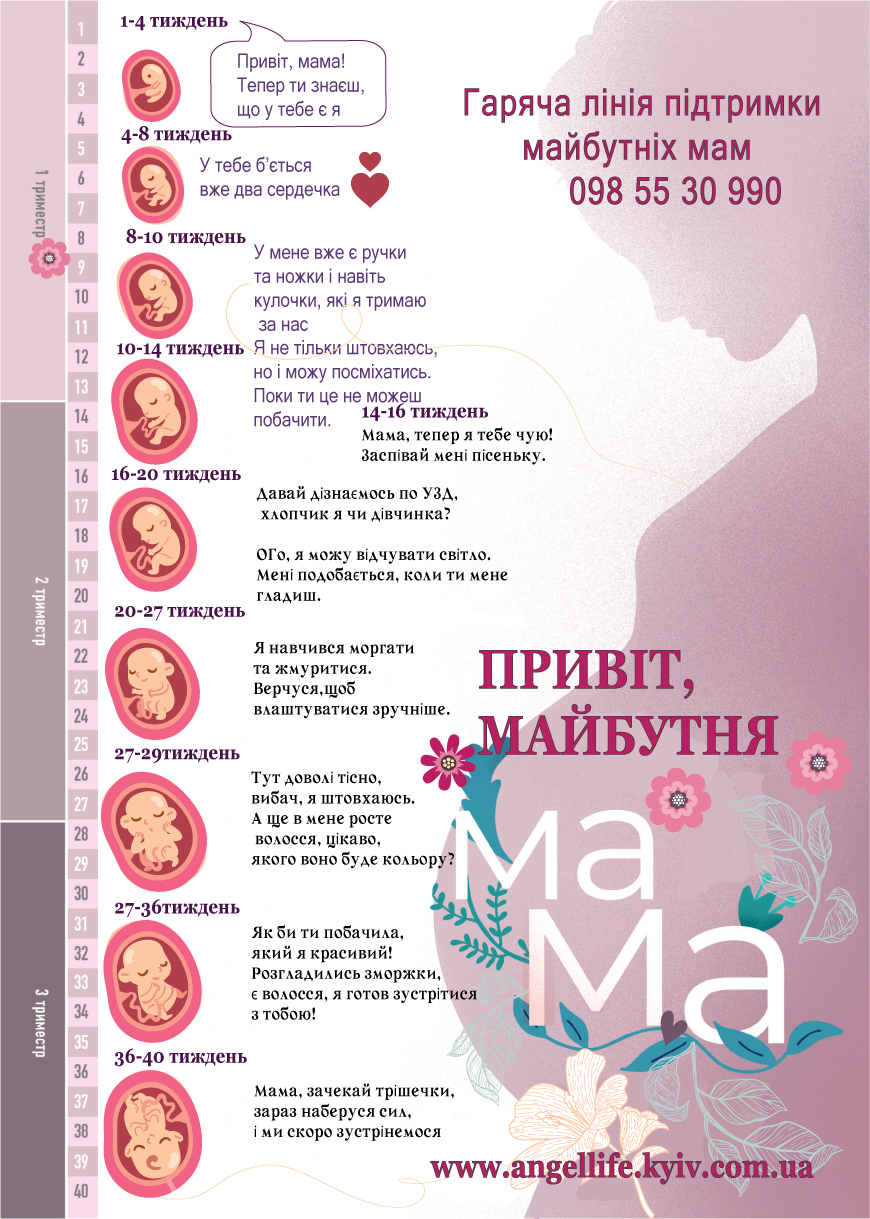 1
2
3
4
5
6
7
8
9
10
11
12
13
14
15
16
17
18
19
20
21
22
23
24
25
26
27
28
29
30
31
32
33
34
35
36
37
38
39
40
1 триместр
2 триместр
3 триместр
1-4 тиждень
Привіт, мама!
Тепер ти знаєш,
що у тебе є я
4-8 тиждень
У тебе б’ється
вже два сердечка
8-10 тиждень
У мене вже є ручки
та ножки і навіть
кулочки, які я тримаю
за нас
10-14 тиждень
Я не тільки штовхаюсь,
но і можу посміхатись.
Поки ти це не можеш
побачити.
14-16 тиждень
Мама, тепер я тебе чую!
Заспівай мені пісеньку.
16-20 тиждень
Давай дізнаємось по УЗД,
хлопчик я чи дівчинка?
ОГо, я можу відчувати світло.
Мені подобається, коли ти мене
гладиш.
20-27 тиждень
Я навчився моргати
та жмуритися.
Верчуся,щоб
влаштуватися зручніше.
27-29тиждень
Тут доволі тісно,
вибач, я штовхаюсь.
А ще в мене росте
волосся, цікаво,
якого воно буде кольору?
27-36тиждень
Як би ти побачила,
який я красивий!
Розгладились зморжки,
є волосся, я готов зустрітися
з тобою!
36-40 тиждень
Мама, зачекай трішечки,
зараз наберуся сил,
і ми скоро зустрінемося
Гаряча лінія підтримки
майбутніх мам
098 55 30 990
ПРИВІТ,
МАЙБУТНЯ
Ма
Ма
www.angellife.kyiv.com.ua